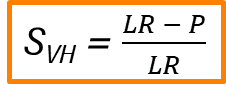 S_VH = (LR − P) / LR